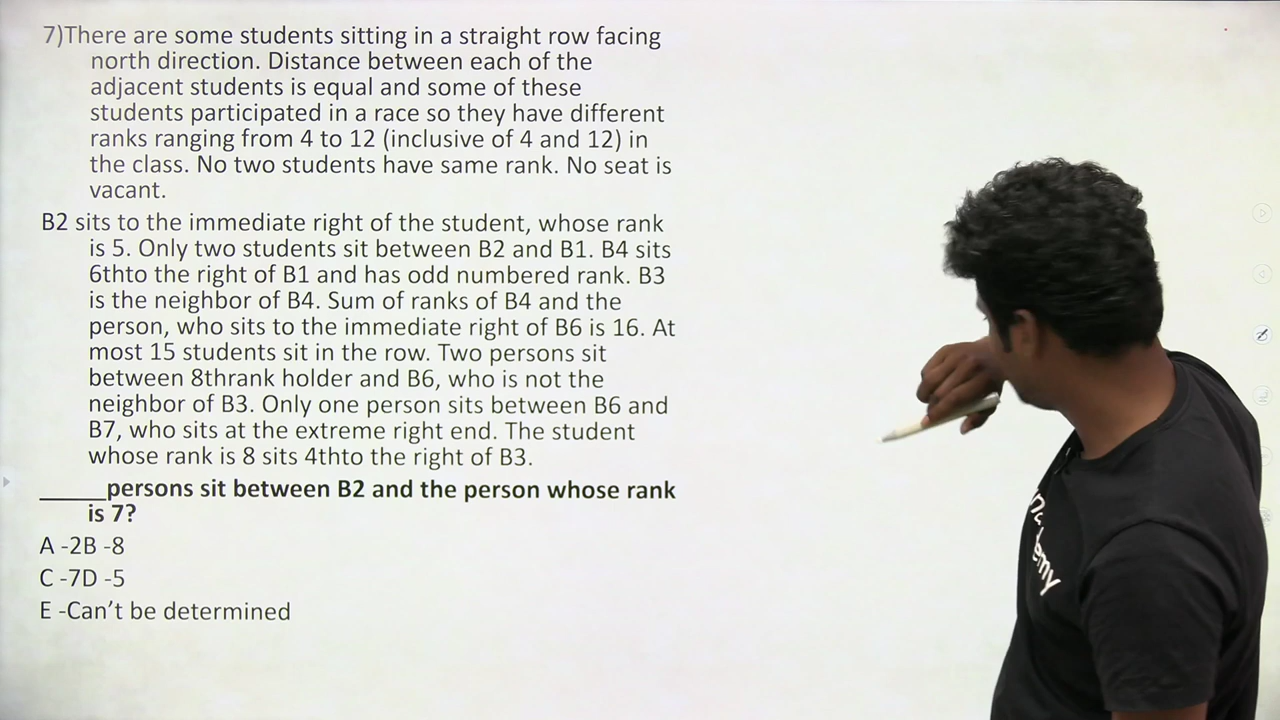 7)There are some students sitting in a straight row facing
north direction. Distance between each of the
adjacent students is equal and some of these
students participated in a race so they have different
ranks ranging from 4 to 12 (inclusive of 4 and 12) in
the class. No two students have same rank. No seat is
vacant.
B2 sits to the immediate right of the student, whose rank
is 5. Only two students sit between B2 and B1. B4 sits
6thto the right of B1 and has odd numbered rank. B3
is the neighbor of B4. Sum of ranks of B4 and the
person, who sits to the immediate right of B6 is 16. At
most 15 students sit in the row. Two persons sit
between 8thrank holder and B6, who is not the
neighbor of B3. Only one person sits between B6 and
B7, who sits at the extreme right end. The student
whose rank is 8 sits 4thto the right of B3.
______persons sit between B2 and the person whose rank
is 7?
A -2B -8
C -7D -5
E -Can't be determined